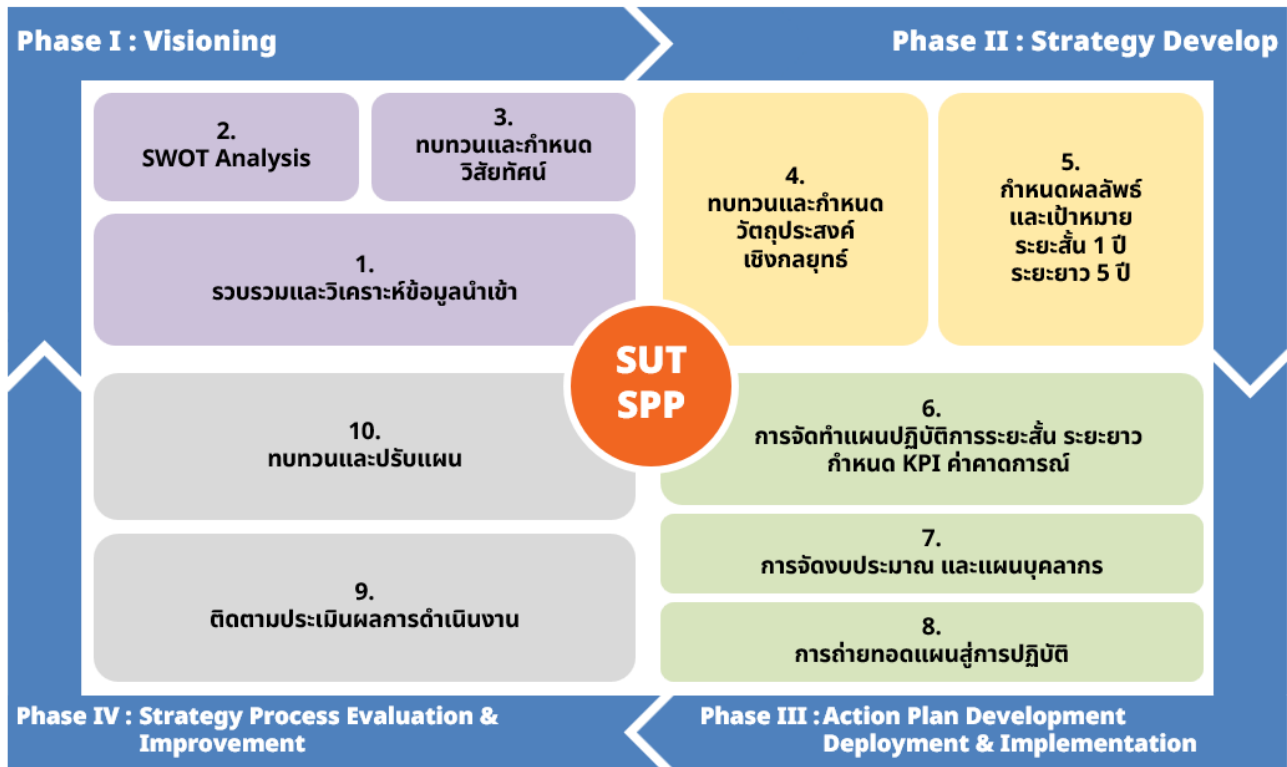 Phase I : Visioning
Phase II : Strategy Develop
2.
SWOT Analysis
3.
ทบทวนและกำหนด
วิสัยทัศน์
1.
รวบรวมและวิเคราะห์ข้อมูลนำเข้า
4.
ทบทวนและกำหนด
วัตถุประสงค์
เชิงกลยุทธ์
5.
กำหนดผลลัพธ์
และเป้าหมาย
ระยะสั้น 1 ปี
ระยะยาว 5 ปี
SUT
SPP
10.
ทบทวนและปรับแผน
9.
ติดตามประเมินผลการดำเนินงาน
6.
การจัดทำแผนปฏิบัติการระยะสั้น ระยะยาว
กำหนด KPI ค่าคาดการณ์
7.
การจัดงบประมาณ และแผนบุคลากร
8.
การถ่ายทอดแผนสู่การปฏิบัติ
Phase IV : Strategy Process Evaluation &
Improvement
Phase III : Action Plan Development
Deployment & Implementation